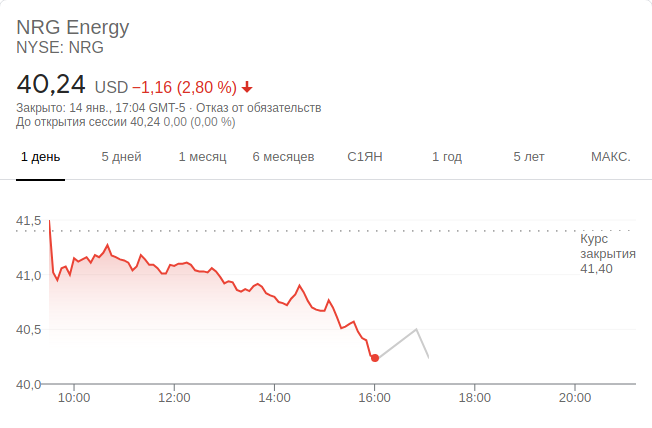 NRG Energy
NYSE: NRG
40,24 USD −1,16 (2,80 %)
Закрыто: 14 янв., 17:04 GMT-5 · Отказ от обязательств
До открытия сессии 40,24 0,00 (0,00 %)
1 день 5 дней 1 месяц 6 месяцев С1ЯН 1 год 5 лет МАКС.
41,5
Курс
закрытия
41,40
41,0
40,5
40,0
10:00 12:00 14:00 16:00 18:00 20:00